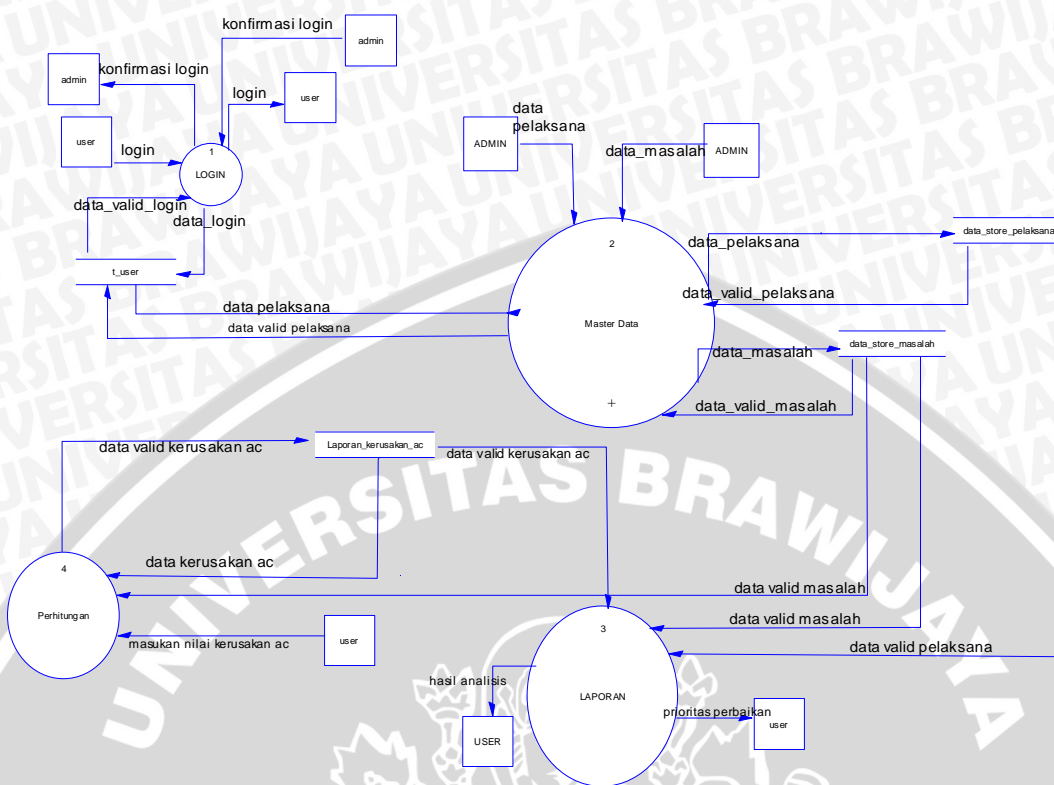 konfirmasi login
admin
konfirmasi login
admin
login
user
user
login
1
LOGIN
data_valid_login
data_login
t_user
data
pelaksana
ADMIN
data_masalah
ADMIN
2
Master Data
+
data_pelaksana
data_store_pelaksana
data_valid_pelaksana
data pelaksana
data valid pelaksana
data_masalah
data_store_masalah
data_valid_masalah
data valid kerusakan ac
Laporan_kerusakan_ac
data valid kerusakan ac
data kerusakan ac
4
Perhitungan
masukan nilai kerusakan ac
user
data valid masalah
data valid masalah
data valid pelaksana
3
LAPORAN
hasil analisis
USER
prioritas perbaikan
user
UNIVERSITAS BRAWIJAYA